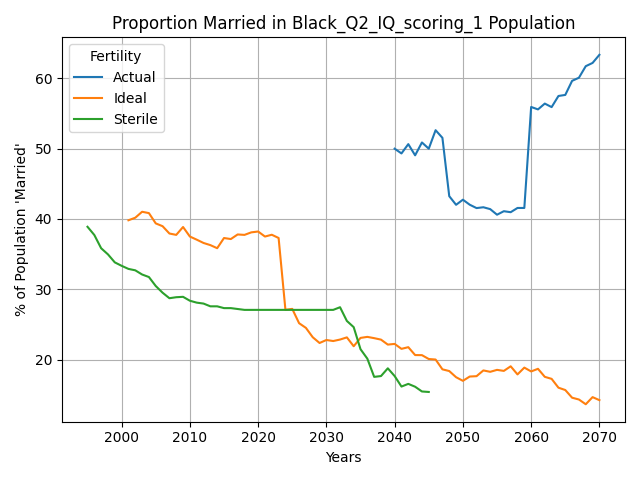 Proportion Married in Black_Q2_IQ_scoring_1 Population
Fertility
Actual
Ideal
Sterile
% of Population 'Married'
60
50
40
30
20
2000
2010
2020
2030
2040
2050
2060
2070
Years